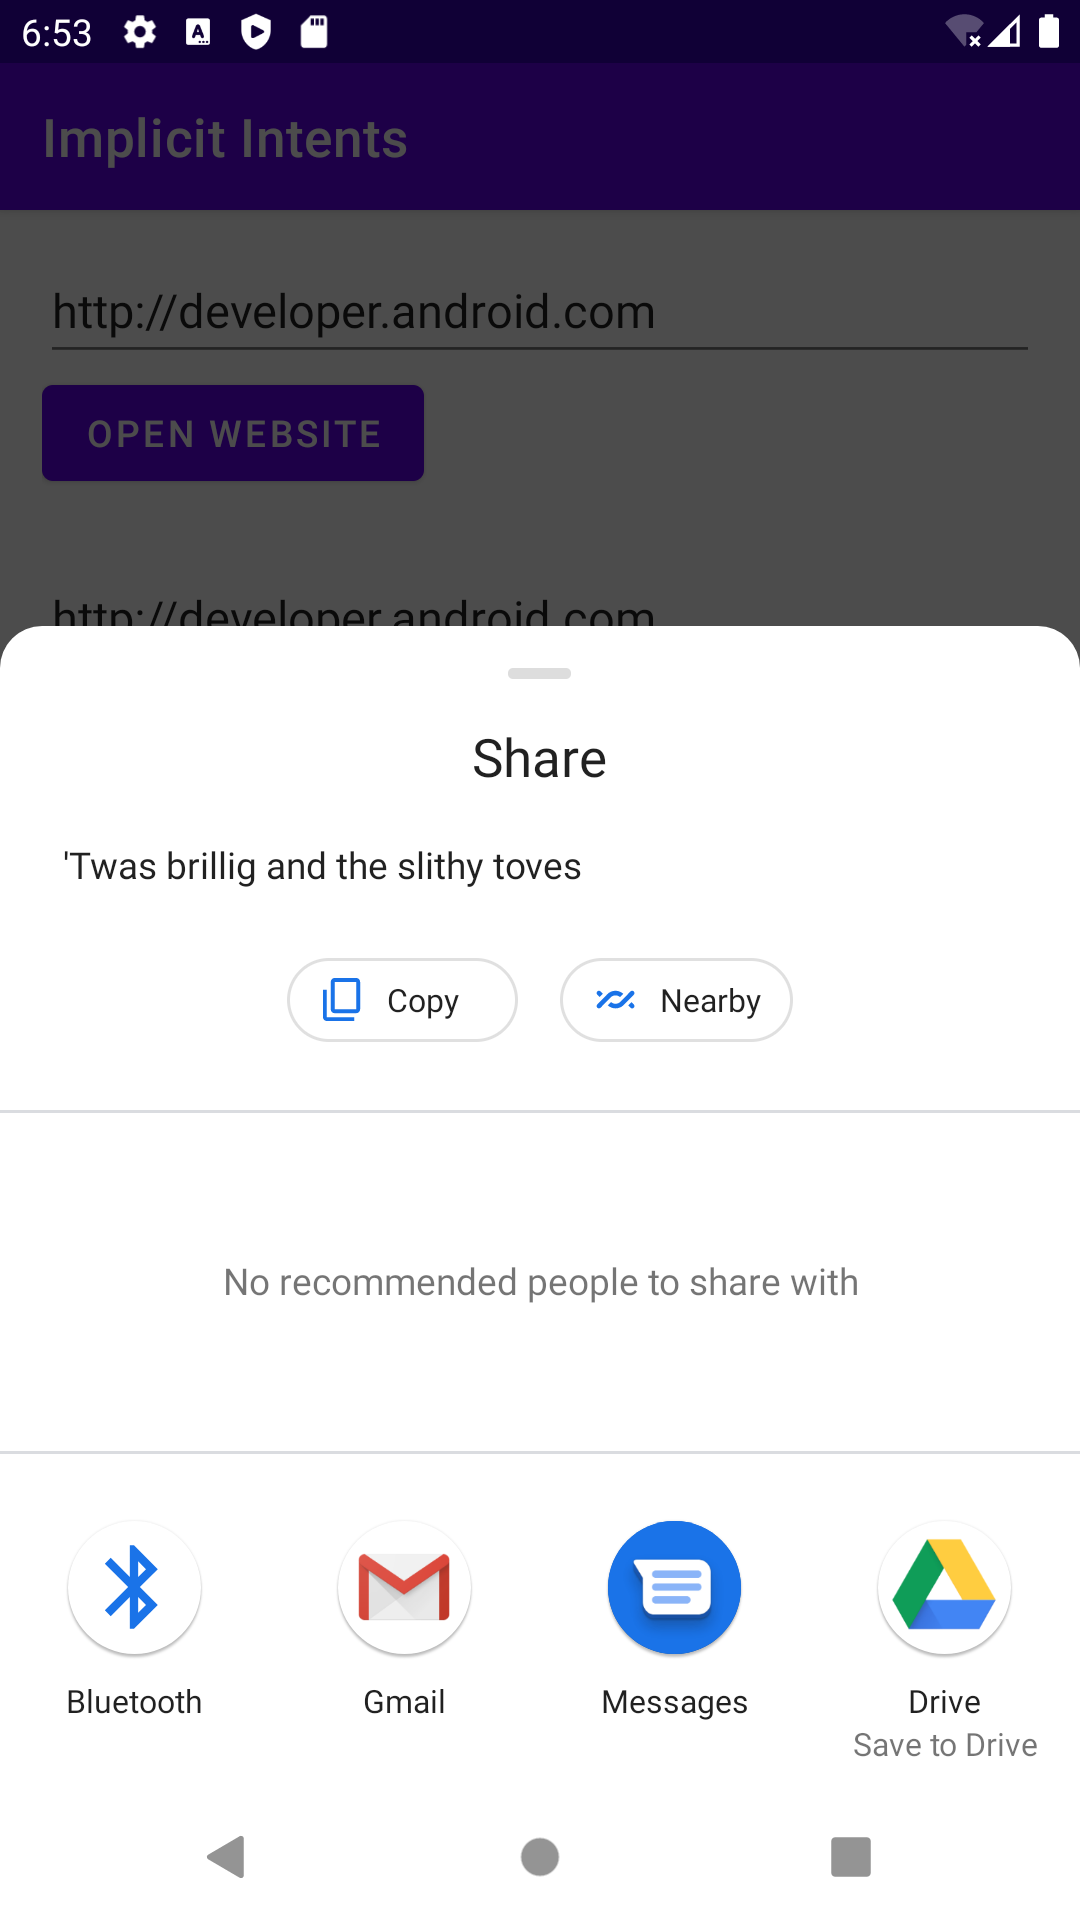 6:53
Implicit Intents
http://developer.android.com
OPEN WEBSITE
http://developer.android.com
Share
'Twas brillig and the slithy toves
Copy
Nearby
No recommended people to share with
Bluetooth
Gmail
Messages
Drive
Save to Drive